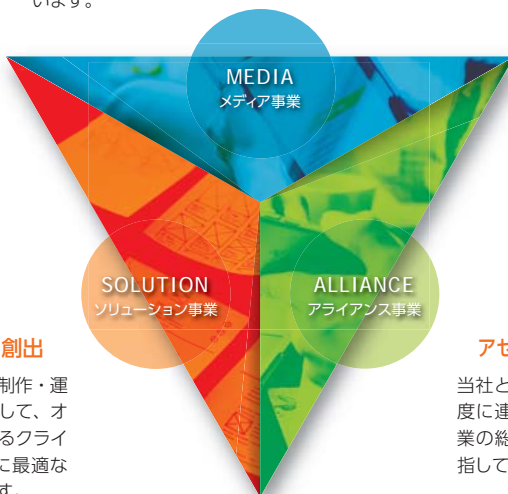 います。
MEDIA
メディア事業
SOLUTION
ソリューション事業
ALLIANCE
アライアンス事業
創出
制作・運
して、オ
るクライ
に最適な
す。
アセ
当社と
度に連
業の総
指して